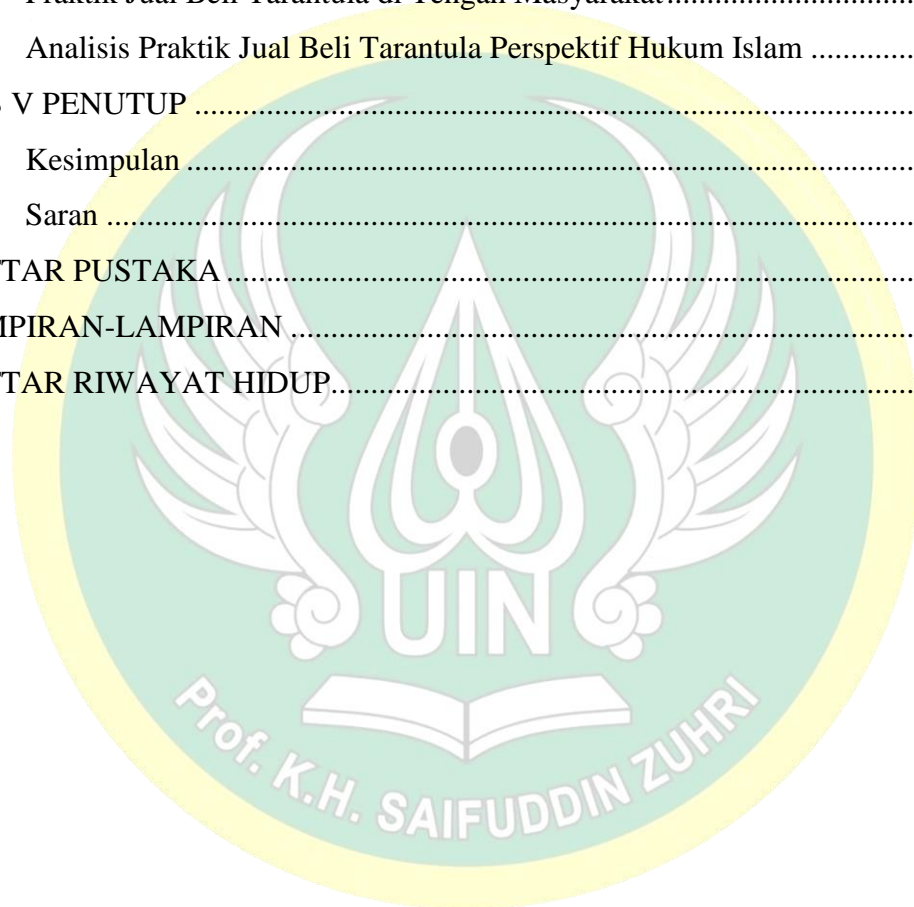 Praktik Jual Beli Tarantula di Tengah Masyarakat................................
Analisis Praktik Jual Beli Tarantula Perspektif Hukum Islam .............
V PENUTUP ................................................................................
Kesimpulan ................................................................................
Saran ................................................................................
TAR PUSTAKA ................................................................................
MPIRAN-LAMPIRAN ................................................................................
TAR RIWAYAT HIDUP................................................................................
UIN
Prof. K.H. SAIFUDDIN ZUHRI